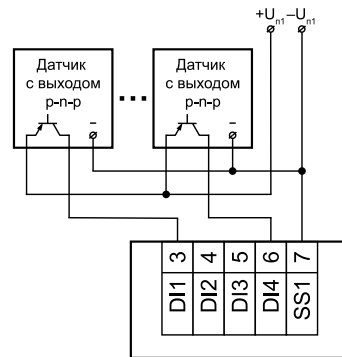 +Uп1 –Uп1
Датчик
с выходом
p-n-p
–
Датчик
с выходом
p-n-p
–
3 4 5 6 7
DI1 DI2 DI3 DI4 SS1